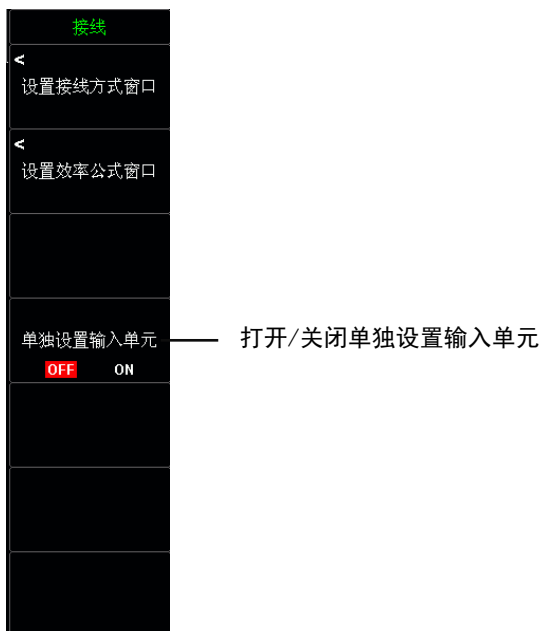 接线
<
设置接线方式窗口
<
设置效率公式窗口
单独设置输入单元
OFF ON
打开/关闭单独设置输入单元